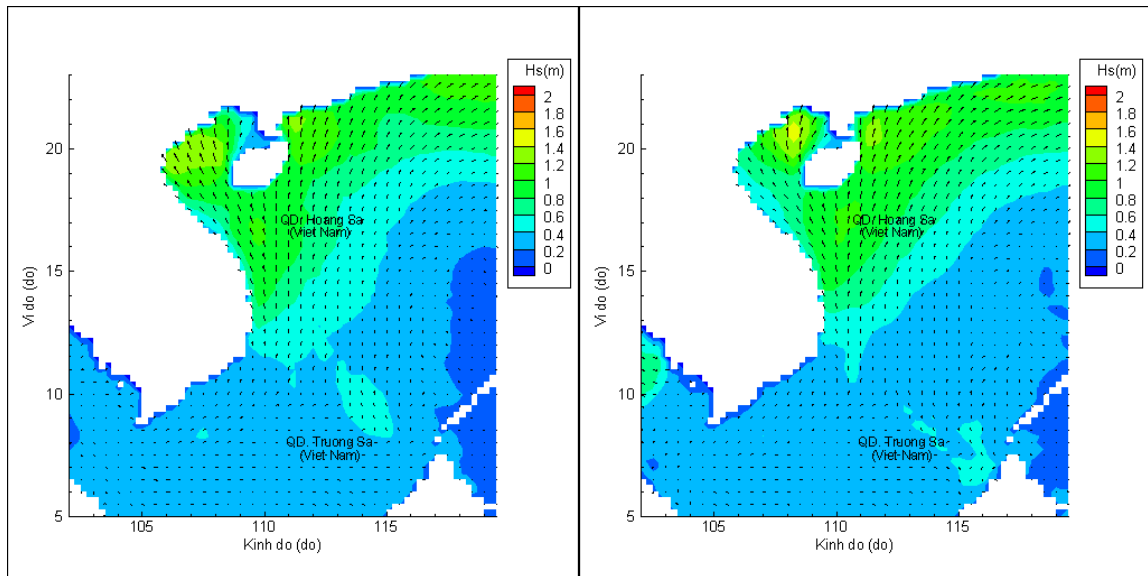 Hs(m)
2
1.8
1.6
1.4
1.2
1
0.8
0.6
0.4
0.2
0
20
15
10
5
Vi do (do)
QD. Hoang Sa
(Viet Nam)
QD. Truong Sa
(Viet Nam)
105
110
115
Kinh do (do)
Hs(m)
2
1.8
1.6
1.4
1.2
1
0.8
0.6
0.4
0.2
0
20
15
10
5
Vi do (do)
QD. Hoang Sa
(Viet Nam)
QD. Truong Sa
(Viet Nam)
105
110
115
Kinh do (do)